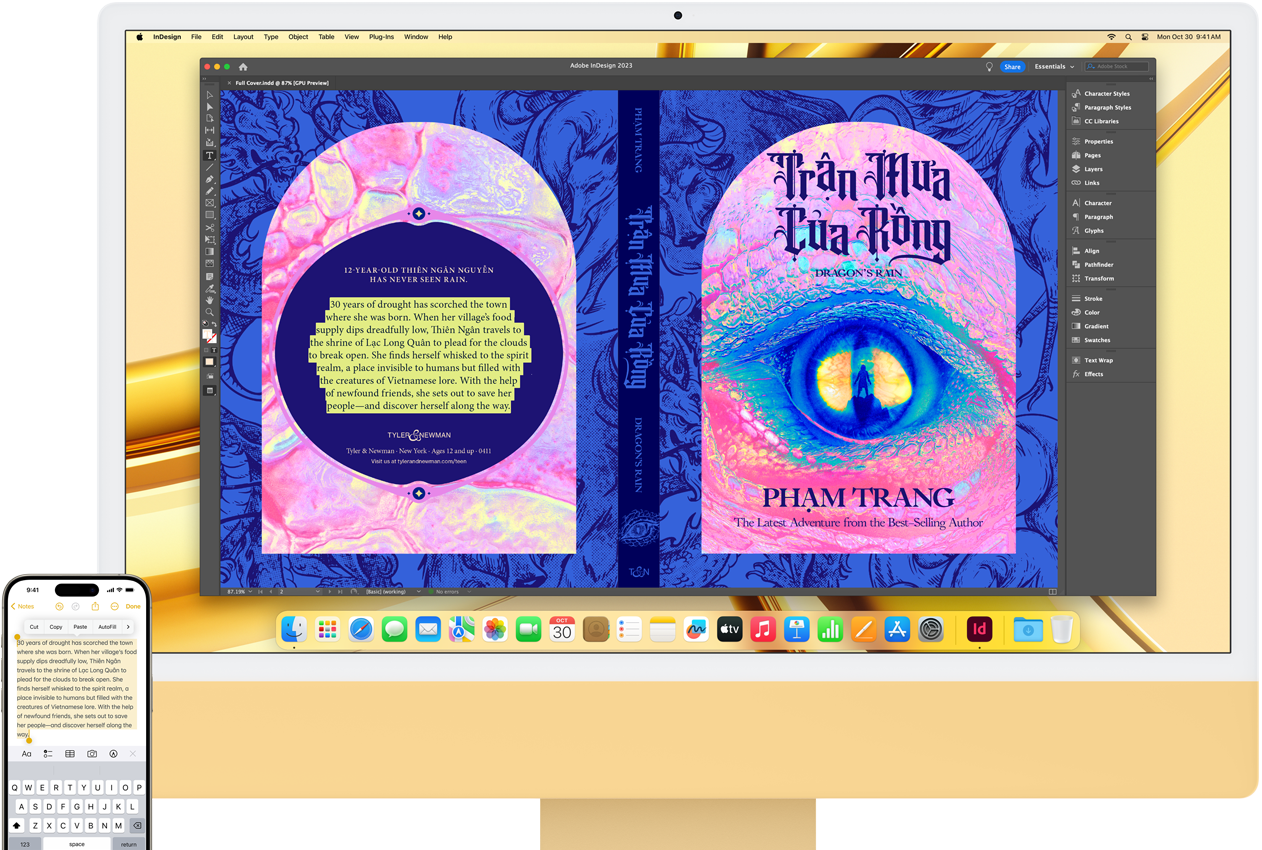 InDesign File Edit Layout Type Object Table View Plug-Ins Window Help
Mon Oct 30 9:41 AM
Adobe InDesign 2023
Share
Essentials
Adobe Stock
× Full Cover.indd @ 87% [GPU Preview]
12-YEAR-OLD THIÊN NGÂN NGUYỄN
HAS NEVER SEEN RAIN.
30 years of drought has scorched the town
where she was born. When her village's food
supply dips dreadfully low, Thiên Ngân travels to
the shrine of Lạc Long Quân to plead for the clouds
to break open. She finds herself whisked to the spirit
realm, a place invisible to humans but filled with
the creatures of Vietnamese lore. With the help
of newfound friends, she sets out to save her
people—and discover herself along the way.
TYLER & NEWMAN
Tyler & Newman · New York · Ages 12 and up · 0411
Visit us at tylerandnewman.com/teen
PHẠM TRANG
Trận Mưa Của Rồng
DRAGON'S RAIN
T&N
Trận Mưa
Của Rồng
DRAGON'S RAIN
PHẠM TRANG
The Latest Adventure from the Best-Selling Author
Character Styles
Paragraph Styles
CC Libraries
Properties
Pages
Layers
Links
Character
Paragraph
Glyphs
Align
Pathfinder
Transform
Stroke
Color
Gradient
Swatches
Text Wrap
Effects
87.19%
2
[Basic] (working)
No errors
OCT
30
tv
Id
9:41
Notes
Done
Cut Copy Paste AutoFill
30 years of drought has scorched the town
where she was born. When her village's food
supply dips dreadfully low, Thiên Ngân
travels to the shrine of Lạc Long Quân to
plead for the clouds to break open. She
finds herself whisked to the spirit realm, a
place invisible to humans but filled with the
creatures of Vietnamese lore. With the help
of newfound friends, she sets out to save
her people—and discover herself along the
way.
Aa
Q W E R T Y U I O P
A S D F G H J K L
Z X C V B N M
123 space return